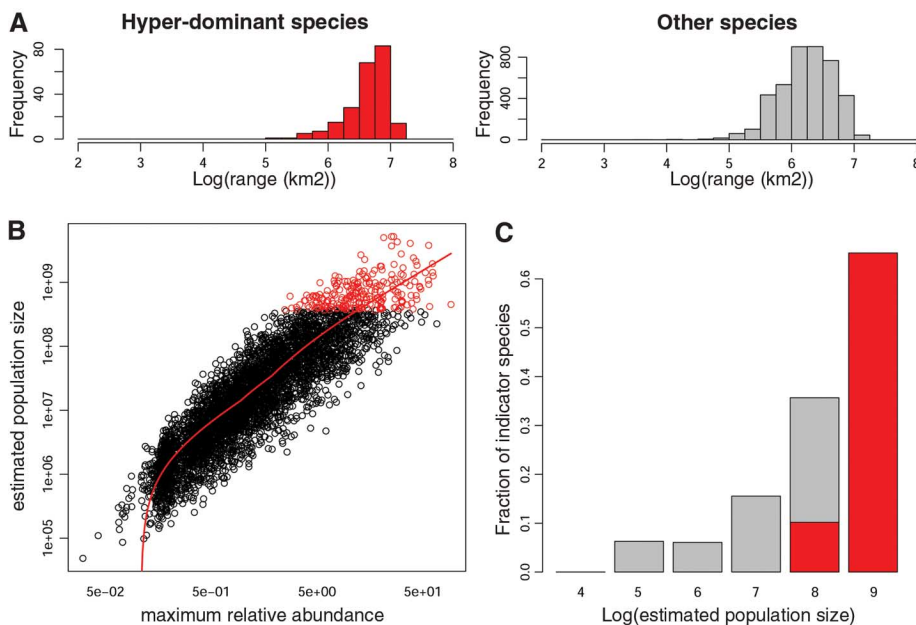 A
Hyper-dominant species
Other species
Frequency
0 40 80
2 3 4 5 6 7 8
Log(range (km2))
Frequency
0 400 800
2 3 4 5 6 7 8
Log(range (km2))
B
estimated population size
1e+05 1e+06 1e+07 1e+08 1e+09
5e-02 5e-01 5e+00 5e+01
maximum relative abundance
C
Fraction of indicator species
0.0 0.1 0.2 0.3 0.4 0.5 0.6
4 5 6 7 8 9
Log(estimated population size)